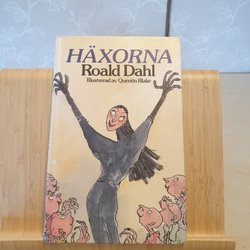 HÄXORNA
Roald Dahl
Illustrerad av Quentin Blake